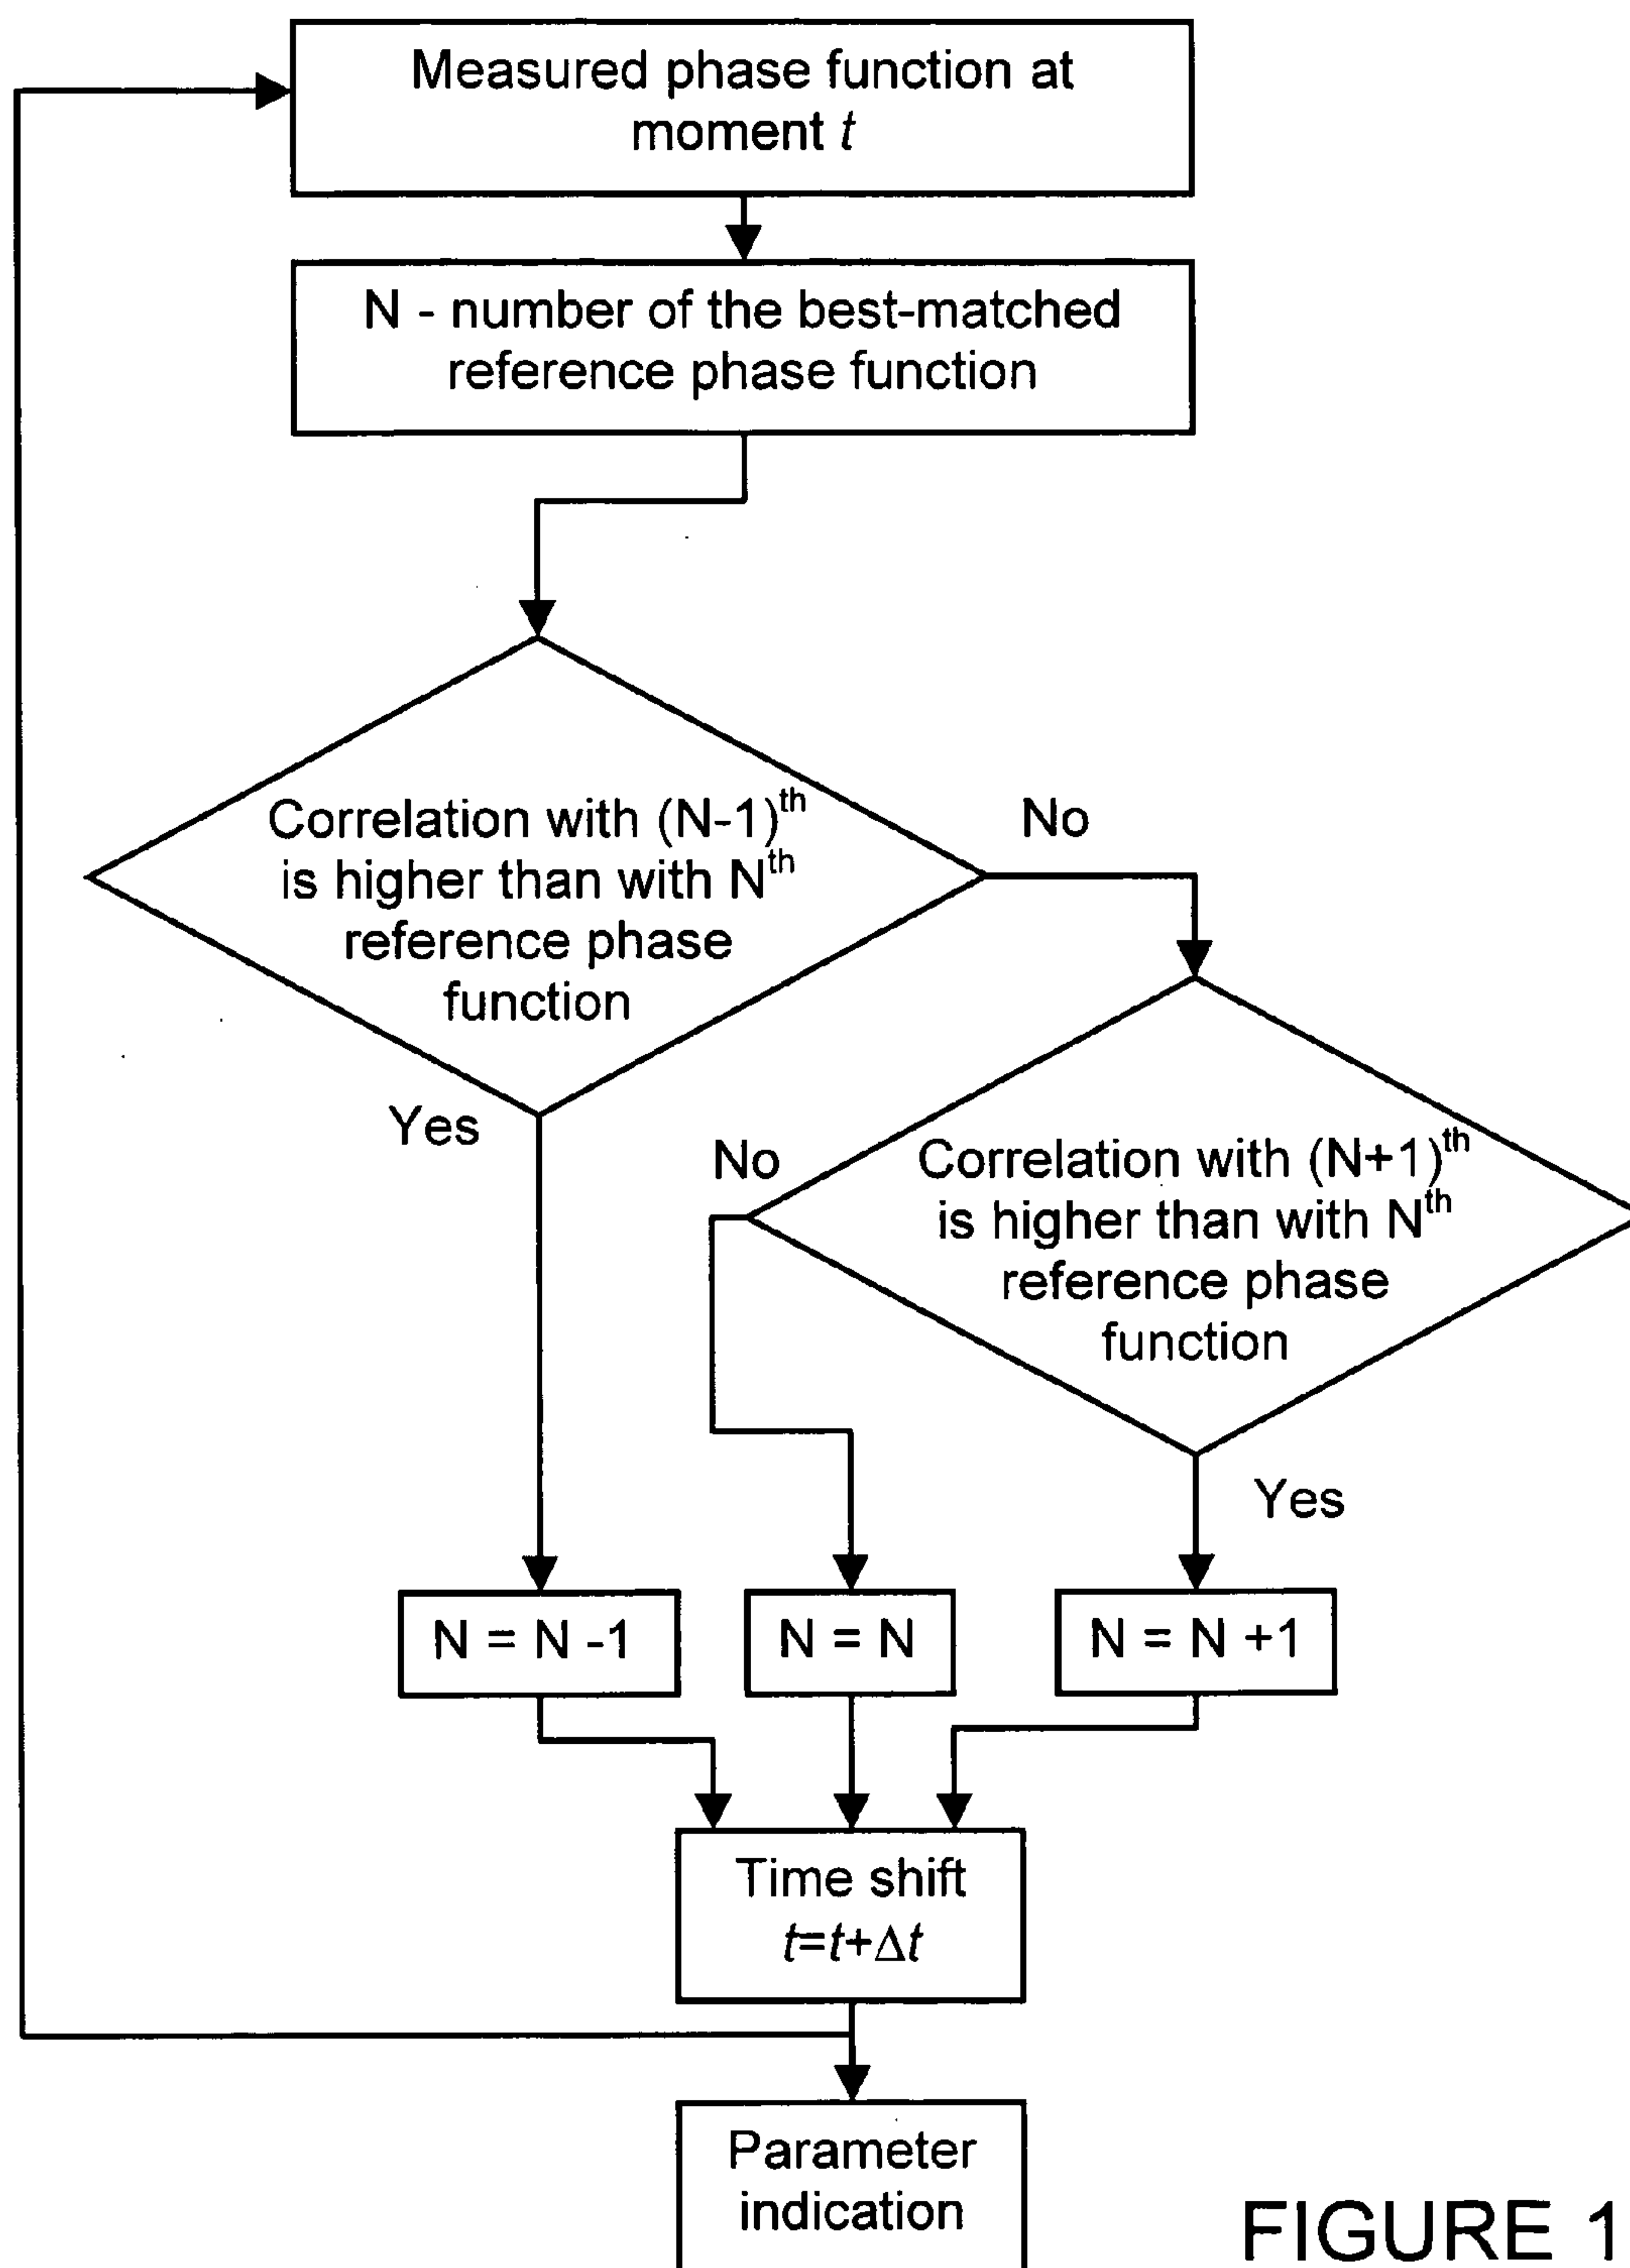 Measured phase function at
moment t
N - number of the best-matched
reference phase function
Correlation with (N-1)th
is higher than with Nth
reference phase
function
No
Yes
Correlation with (N+1)th
is higher than with Nth
reference phase
function
No
Yes
N = N -1
N = N
N = N +1
Time shift
t=t+Δt
Parameter
indication
FIGURE 1